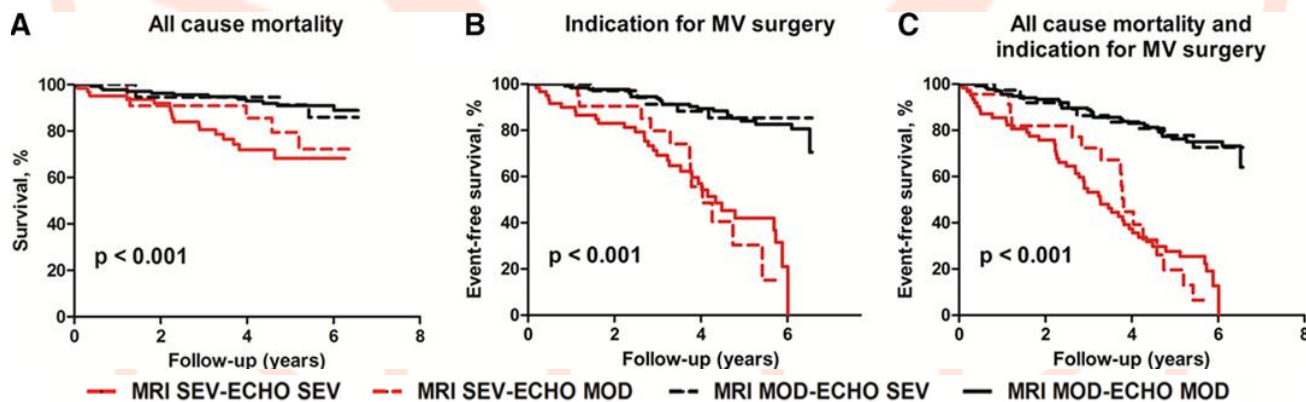 A All cause mortality
B Indication for MV surgery
C All cause mortality and
indication for MV surgery
Survival, %
100
80
60
40
20
0
p < 0.001
0 2 4 6 8
Follow-up (years)
Event-free survival, %
100
80
60
40
20
0
p < 0.001
0 2 4 6
Follow-up (years)
Event-free survival, %
100
80
60
40
20
0
p < 0.001
0 2 4 6 8
Follow-up (years)
MRI SEV-ECHO SEV MRI SEV-ECHO MOD MRI MOD-ECHO SEV MRI MOD-ECHO MOD